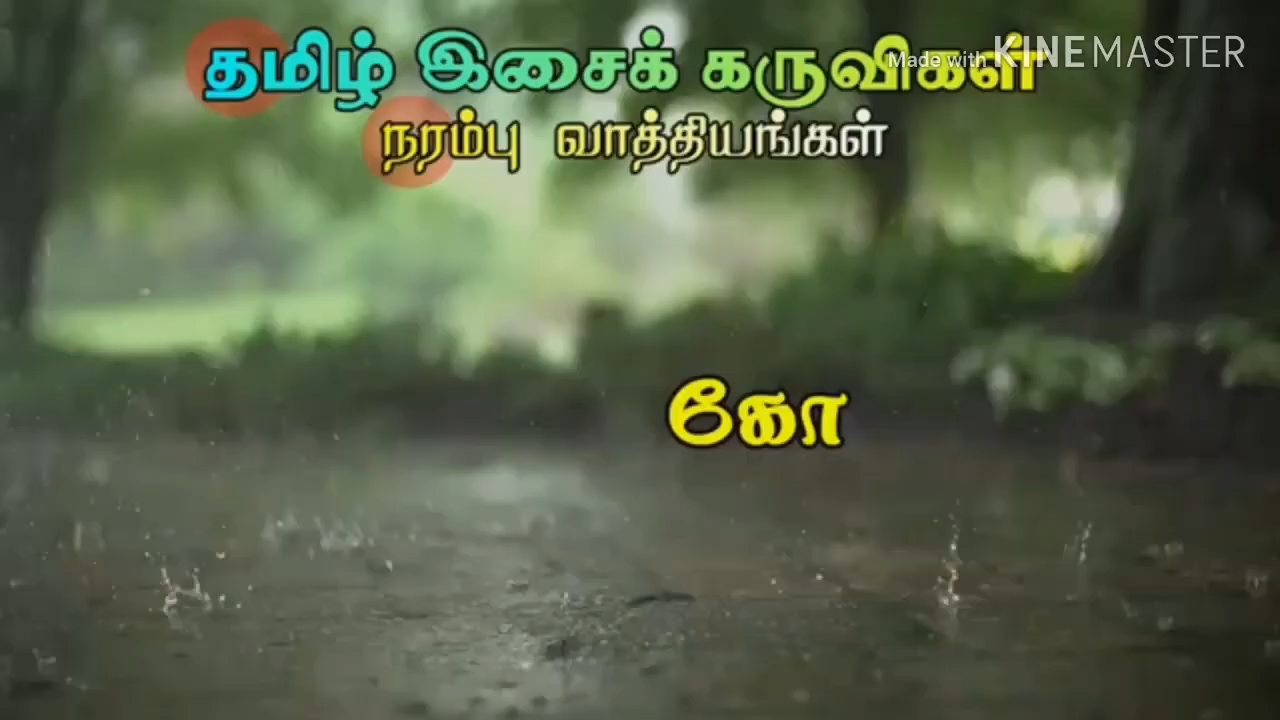 தமிழ் இசைக் கருவிகள்
Made with KINEMASTER
நரம்பு வாத்தியங்கள்
கோ